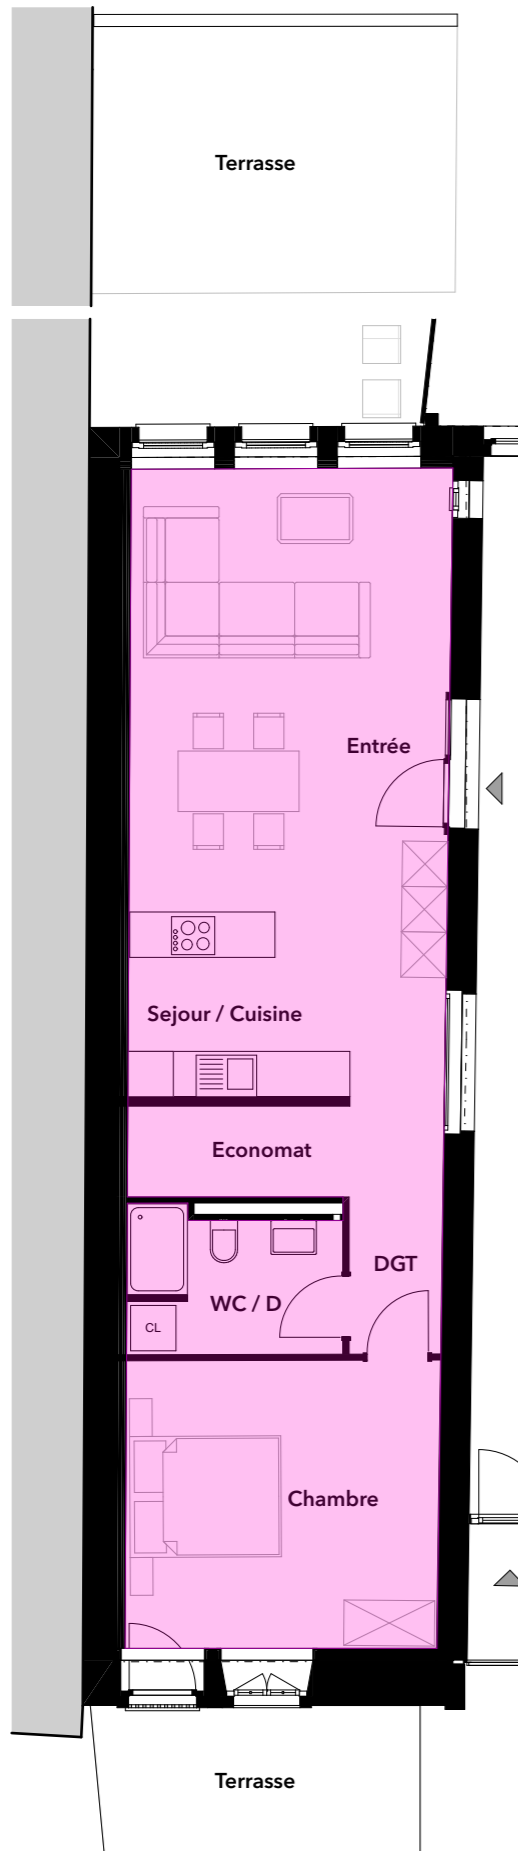 Terrasse
Entrée
Sejour / Cuisine
Economat
DGT
WC / D
CL
Chambre
Terrasse